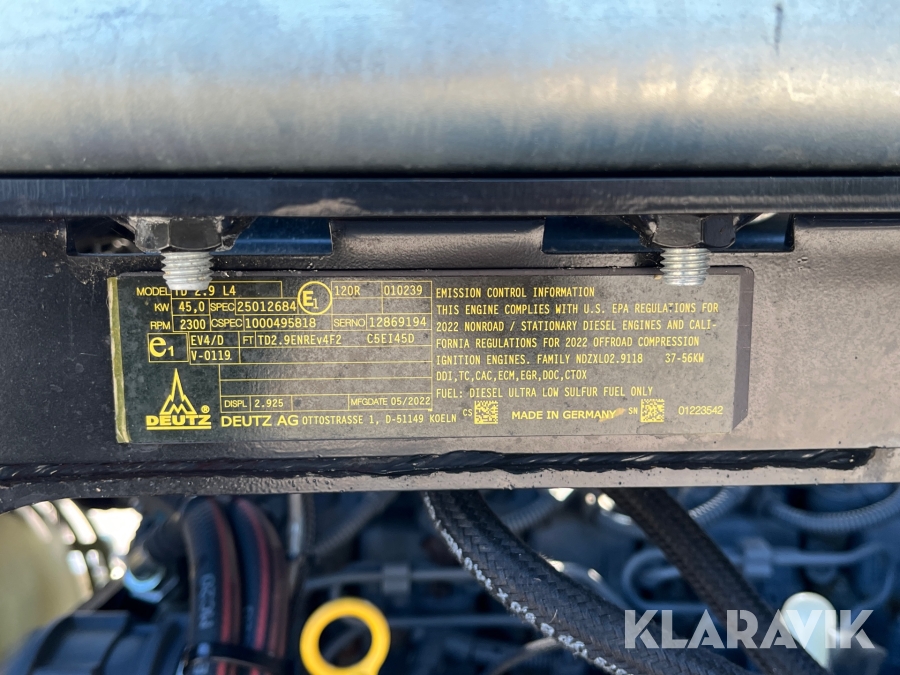 MODEL TD 2.9 L4
KW 45,0 SPEC 25012684 E1 120R 010239
RPM 2300 CSPEC 1000495818 SERNO 12869194
e1 EV4/D FT TD2.9ENREv4F2 C5EI45D
V-0119
DISPL 2.925 MFGDATE 05/2022
DEUTZ ® DEUTZ AG OTTOSTRASSE 1, D-51149 KOELN CS
EMISSION CONTROL INFORMATION
THIS ENGINE COMPLIES WITH U.S. EPA REGULATIONS FOR
2022 NONROAD / STATIONARY DIESEL ENGINES AND CALI-
FORNIA REGULATIONS FOR 2022 OFFROAD COMPRESSION
IGNITION ENGINES. FAMILY NDZXL02.9118 37-56KW
DDI,TC,CAC,ECM,EGR,DOC,CTOX
FUEL: DIESEL ULTRA LOW SULFUR FUEL ONLY
MADE IN GERMANY SN 01223542
KLARAVIK